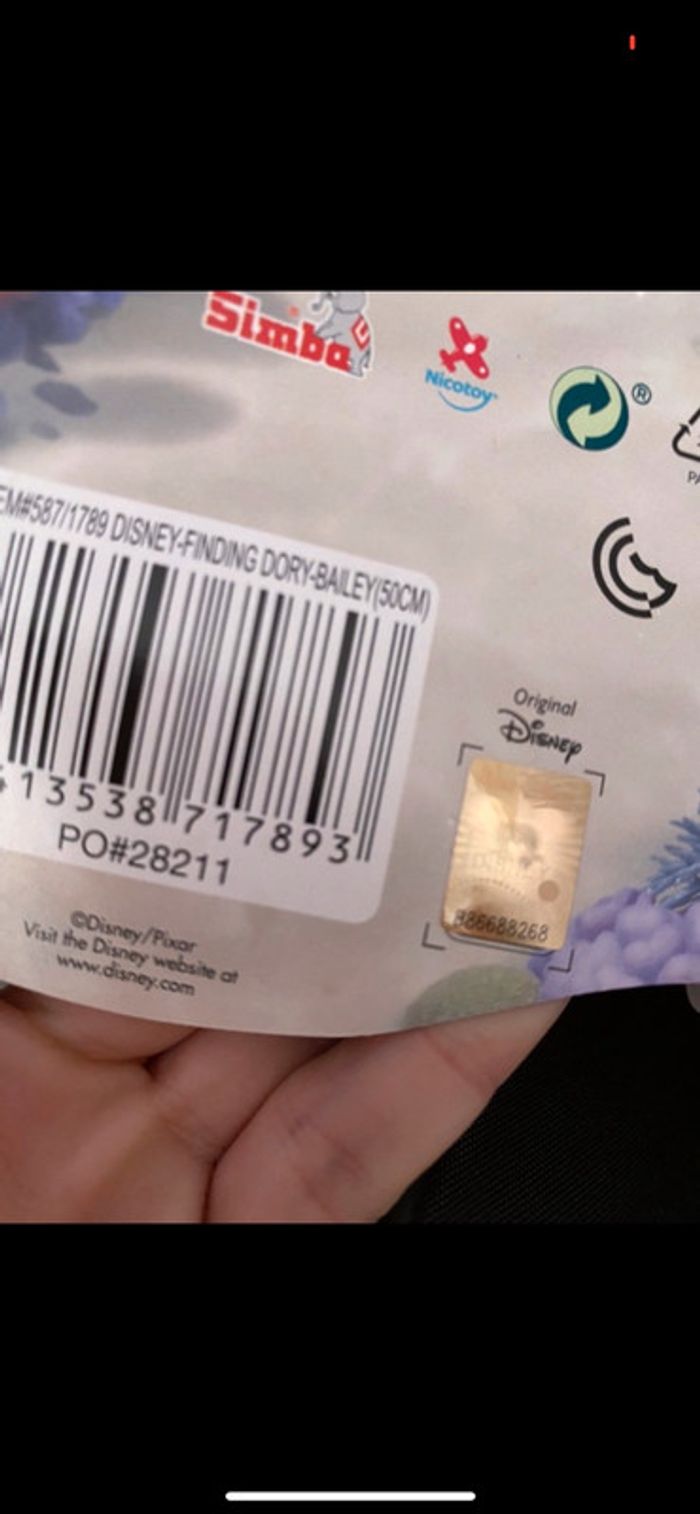 Simba
Nicotoy
®
EM#587/1789 DISNEY-FINDING DORY-BAILEY(50CM)
13538 717893
PO#28211
Original
Disney
886688268
©Disney/Pixar
Visit the Disney website at
www.disney.com